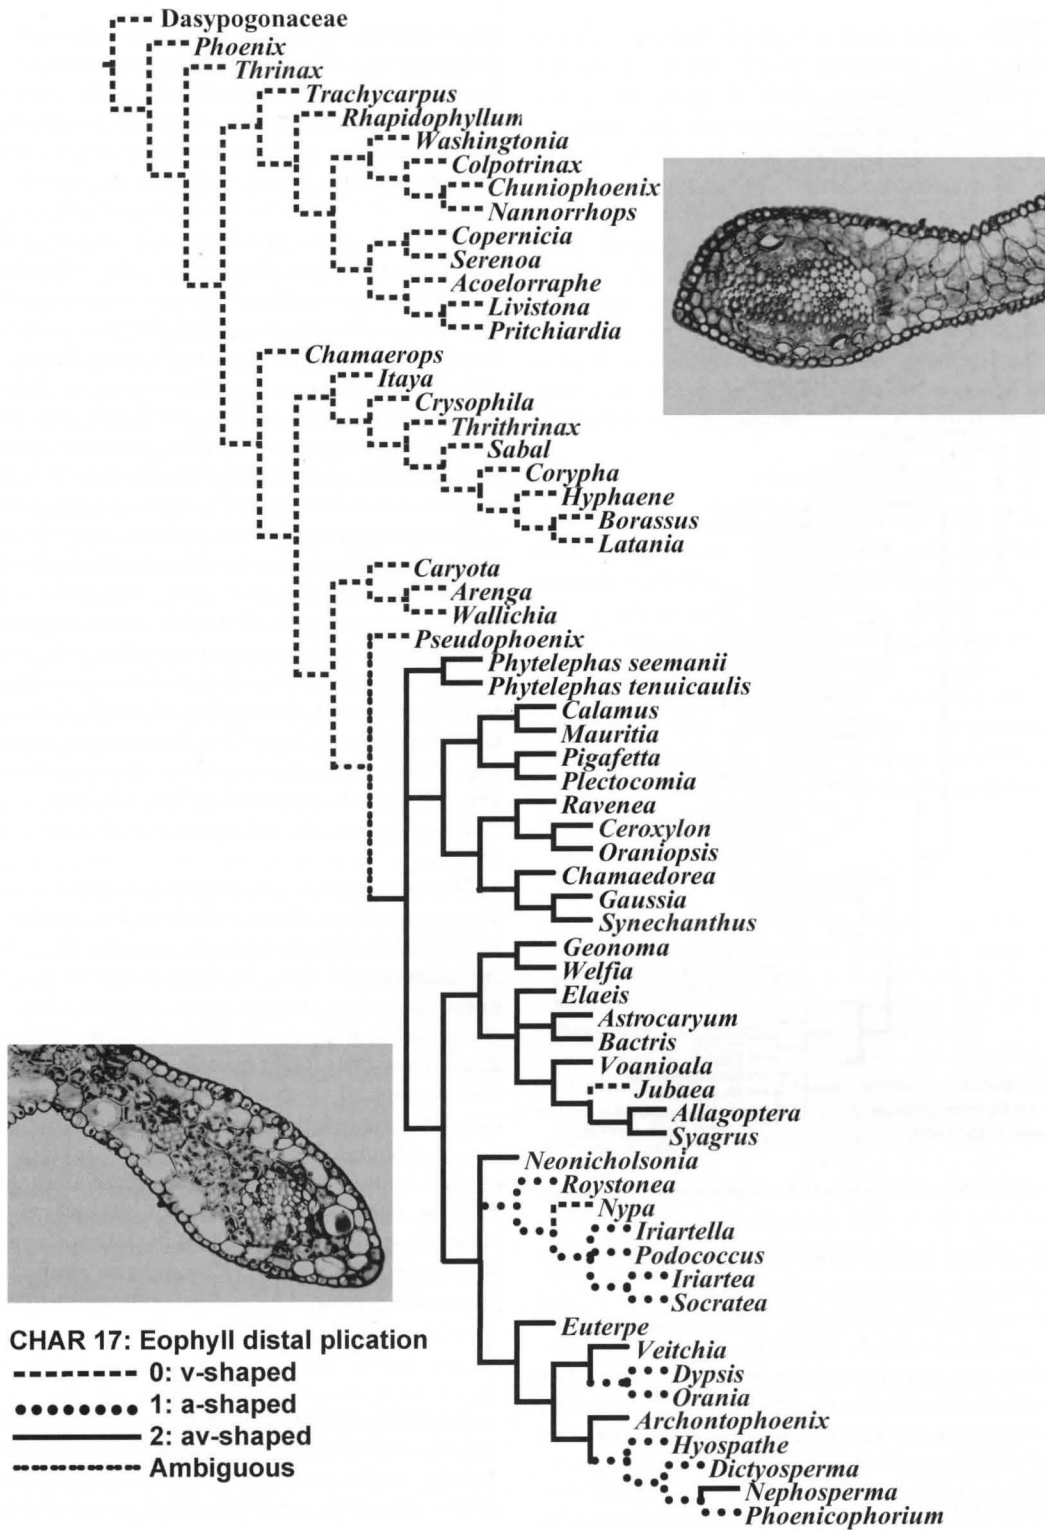 Dasypogonaceae
Phoenix
Thrinax
Trachycarpus
Rhapidophyllum
Washingtonia
Colpotrinax
Chuniophoenix
Nannorrhops
Copernicia
Serenoa
Acoelorraphe
Livistona
Pritchiardia
Chamaerops
Itaya
Crysophila
Thrithrinax
Sabal
Corypha
Hyphaene
Borassus
Latania
Caryota
Arenga
Wallichia
Pseudophoenix
Phytelephas seemanii
Phytelephas tenuicaulis
Calamus
Mauritia
Pigafetta
Plectocomia
Ravenea
Ceroxylon
Oraniopsis
Chamaedorea
Gaussia
Synechanthus
Geonoma
Welfia
Elaeis
Astrocaryum
Bactris
Voanioala
Jubaea
Allagoptera
Syagrus
Neonicholsonia
Roystonea
Nypa
Iriartella
Podococcus
Iriartea
Socratea
Euterpe
Veitchia
Dypsis
Orania
Archontophoenix
Hyospathe
Dictyosperma
Nephosperma
Phoenicophorium
CHAR 17: Eophyll distal plication
0: v-shaped
1: a-shaped
2: av-shaped
Ambiguous